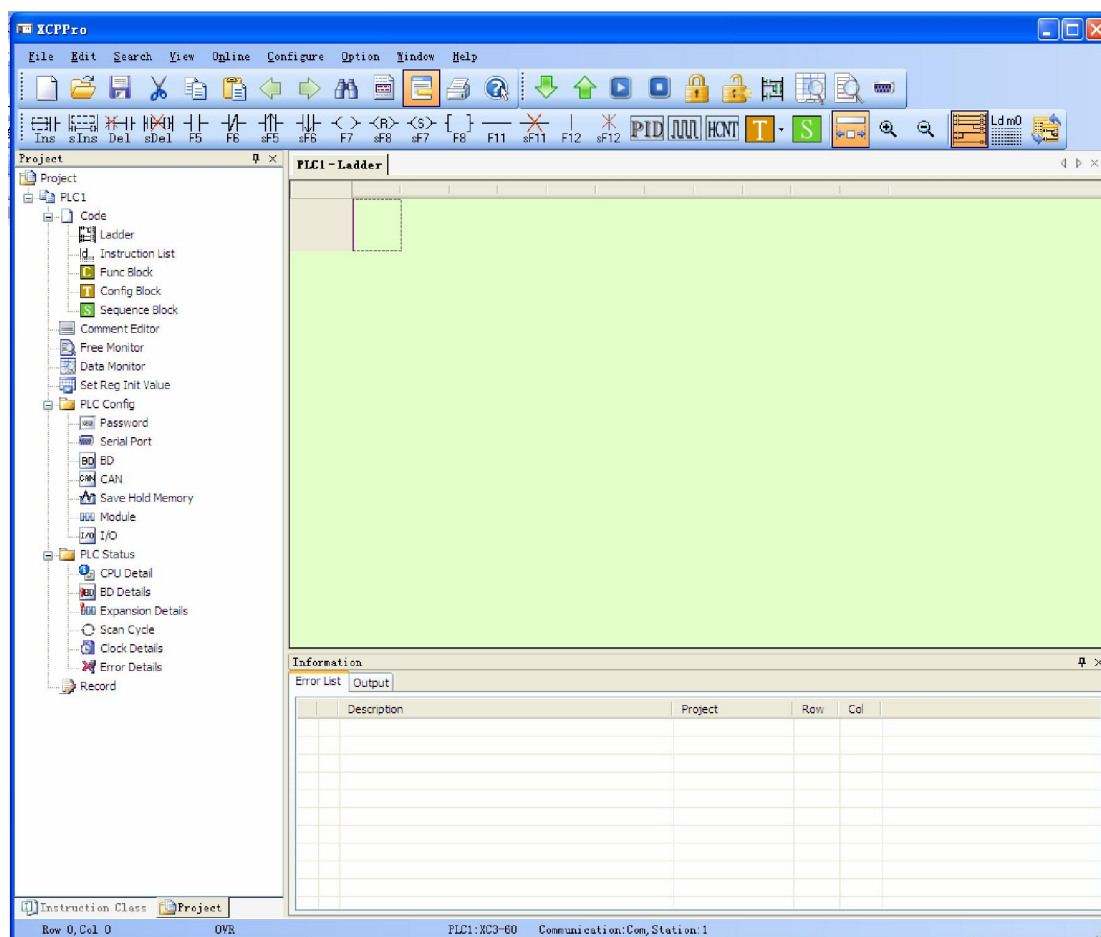 XCPPro
File Edit Search View Online Configure Option Window Help
Ins sIns Del sDel F5 F6 sF5 sF6 F7 sF8 sF7 F8 F11 sF11 F12 sF12 PID HCNT T S Ld m0
<R> <S>
Project
PLC1 - Ladder
Project
PLC1
Code
Ladder
Instruction List
C Func Block
T Config Block
S Sequence Block
Comment Editor
Free Monitor
Data Monitor
Set Reg Init Value
PLC Config
Password
Serial Port
BD BD
CAN CAN
Save Hold Memory
Module
I/O I/O
PLC Status
CPU Detail
BD BD Details
Expansion Details
Scan Cycle
Clock Details
Error Details
Record
Information
Error List Output
Description Project Row Col
Instruction Class Project
Row 0, Col 0 OVR PLC1:XC3-60 Communication:Com, Station:1